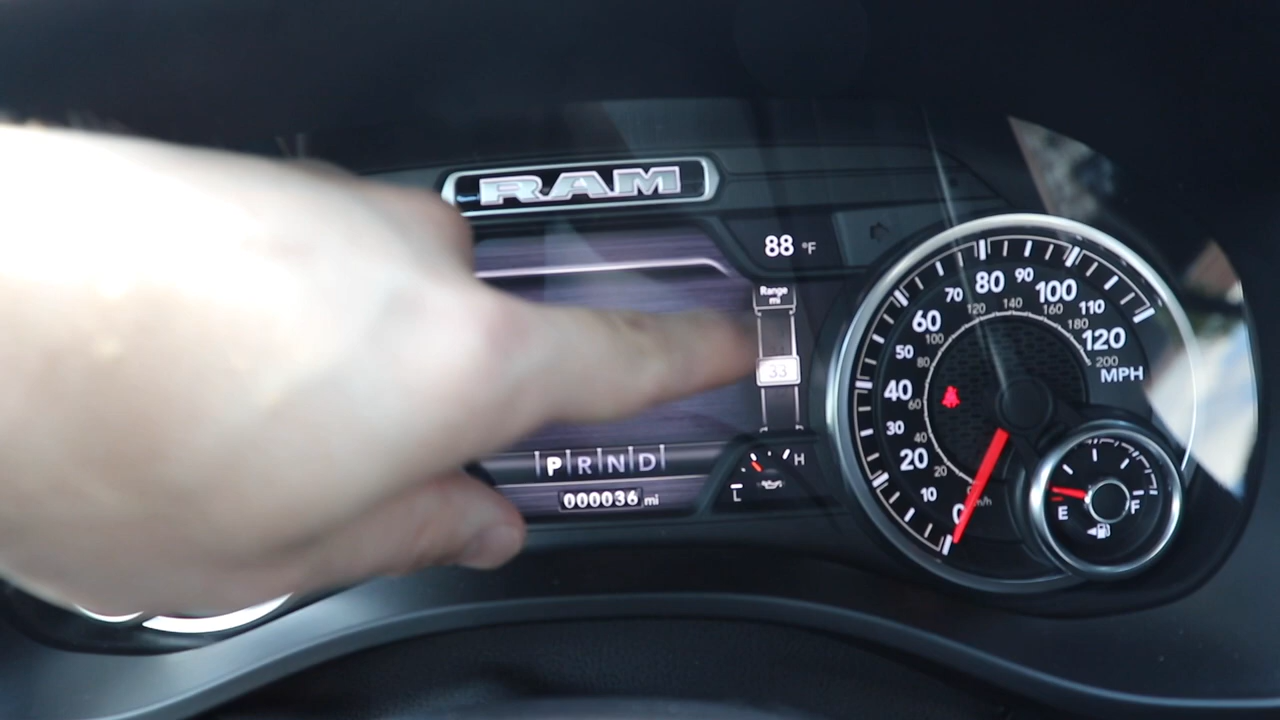 RAM
88 °F
Range
mi
33
P R N D
000036 mi
L H
0 10 20 30 40 50 60 70 80 90 100 110 120
MPH
20 40 60 80 100 120 140 160 180 200
km/h
E F